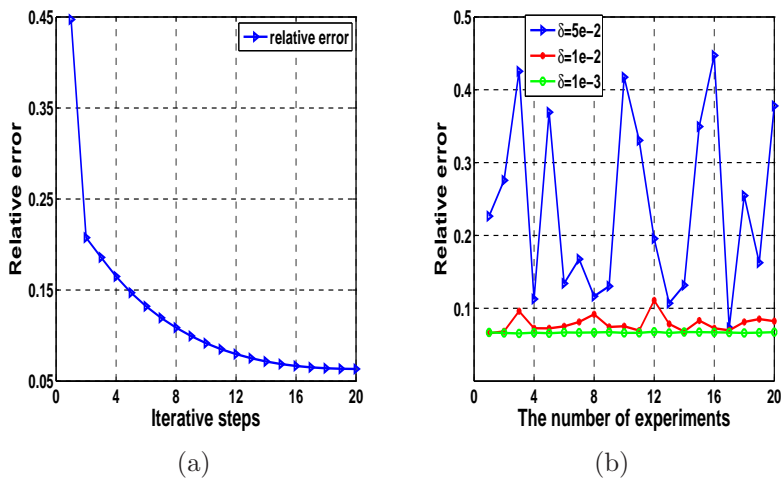 relative error
0.45
0.35
0.25
0.15
0.05
Relative error
0 4 8 12 16 20
Iterative steps
(a)
δ=5e−2
δ=1e−2
δ=1e−3
0.5
0.4
0.3
0.2
0.1
Relative error
0 4 8 12 16 20
The number of experiments
(b)